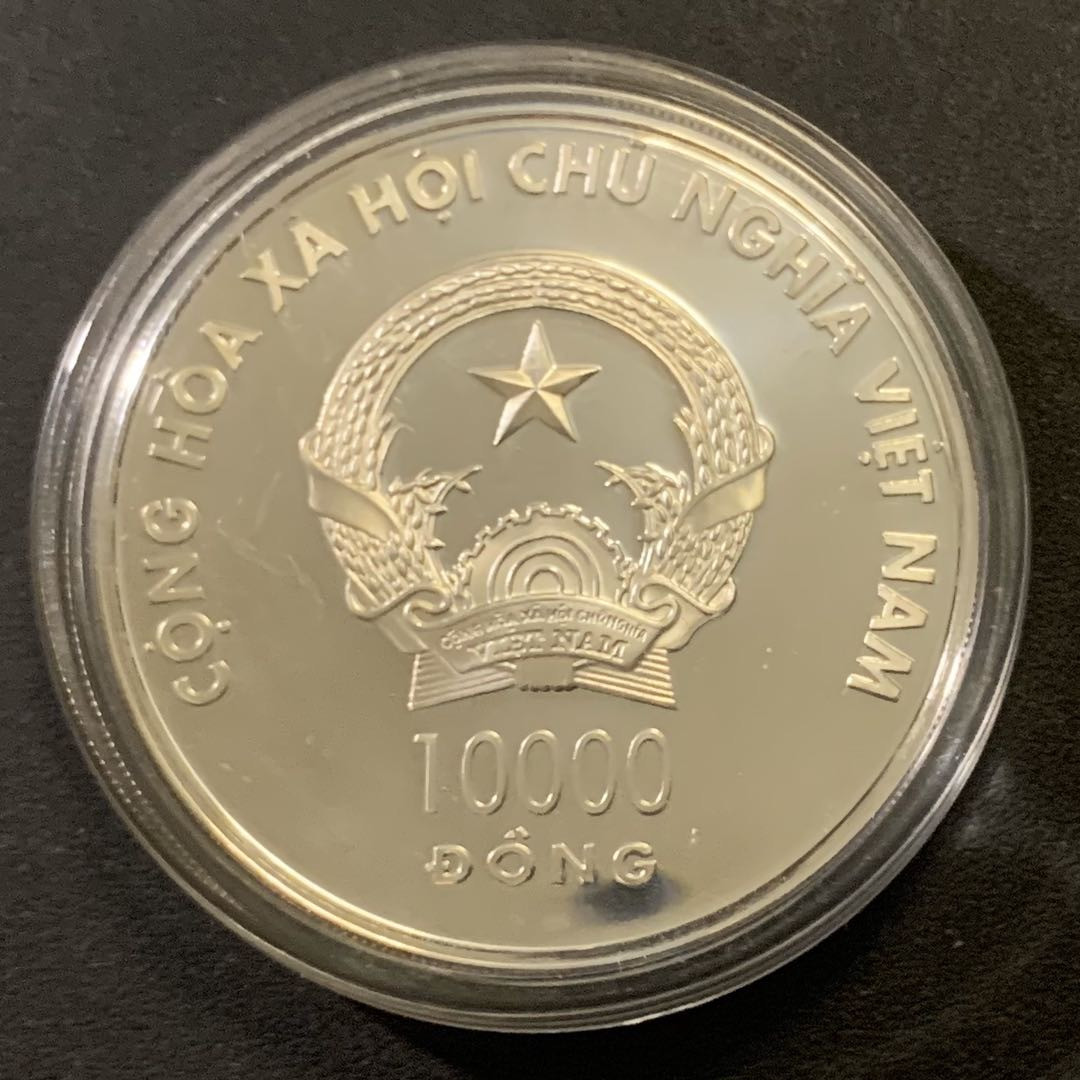 CỘNG HÒA XÃ HỘI CHỦ NGHĨA VIỆT NAM
CỘNG HÒA XÃ HỘI CHỦ NGHĨA
VIỆT NAM
10000
ĐỒNG